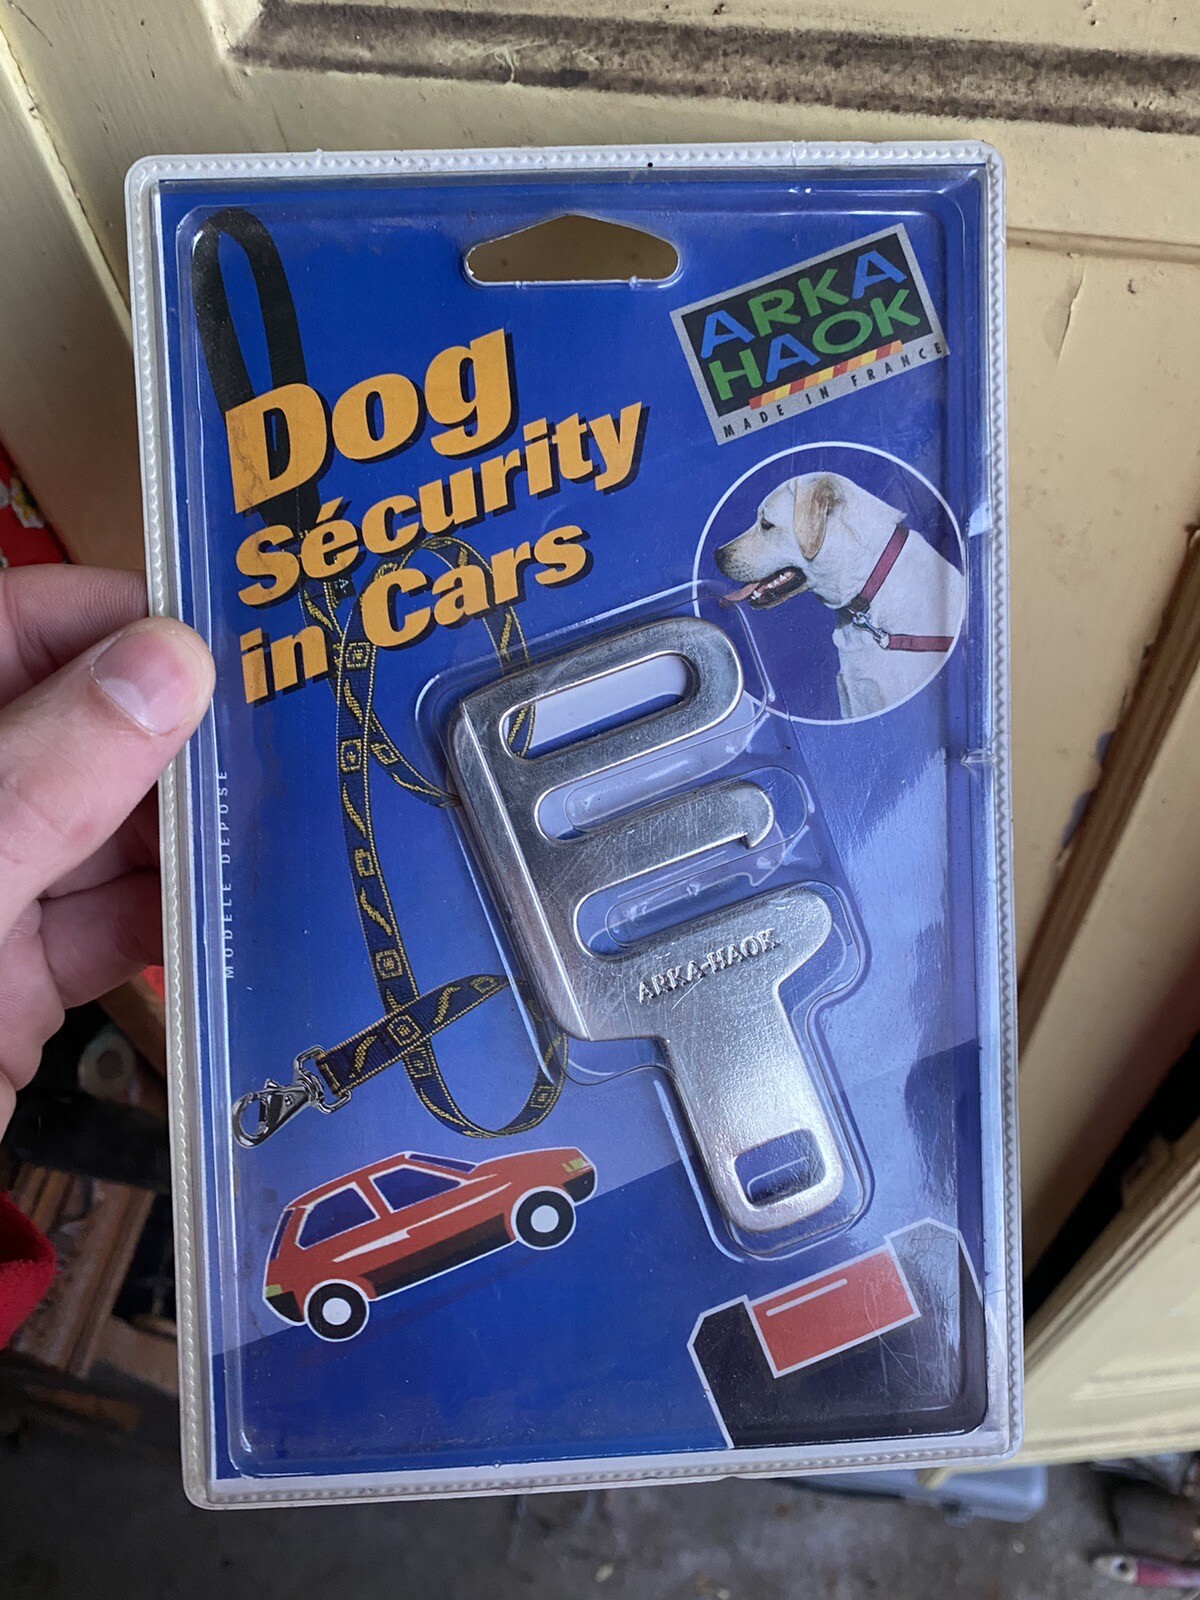 ARKA
HAOK
MADE IN FRANCE
Dog
Sécurity
in Cars
MODELE DEPOSE
ARKA-HAOK